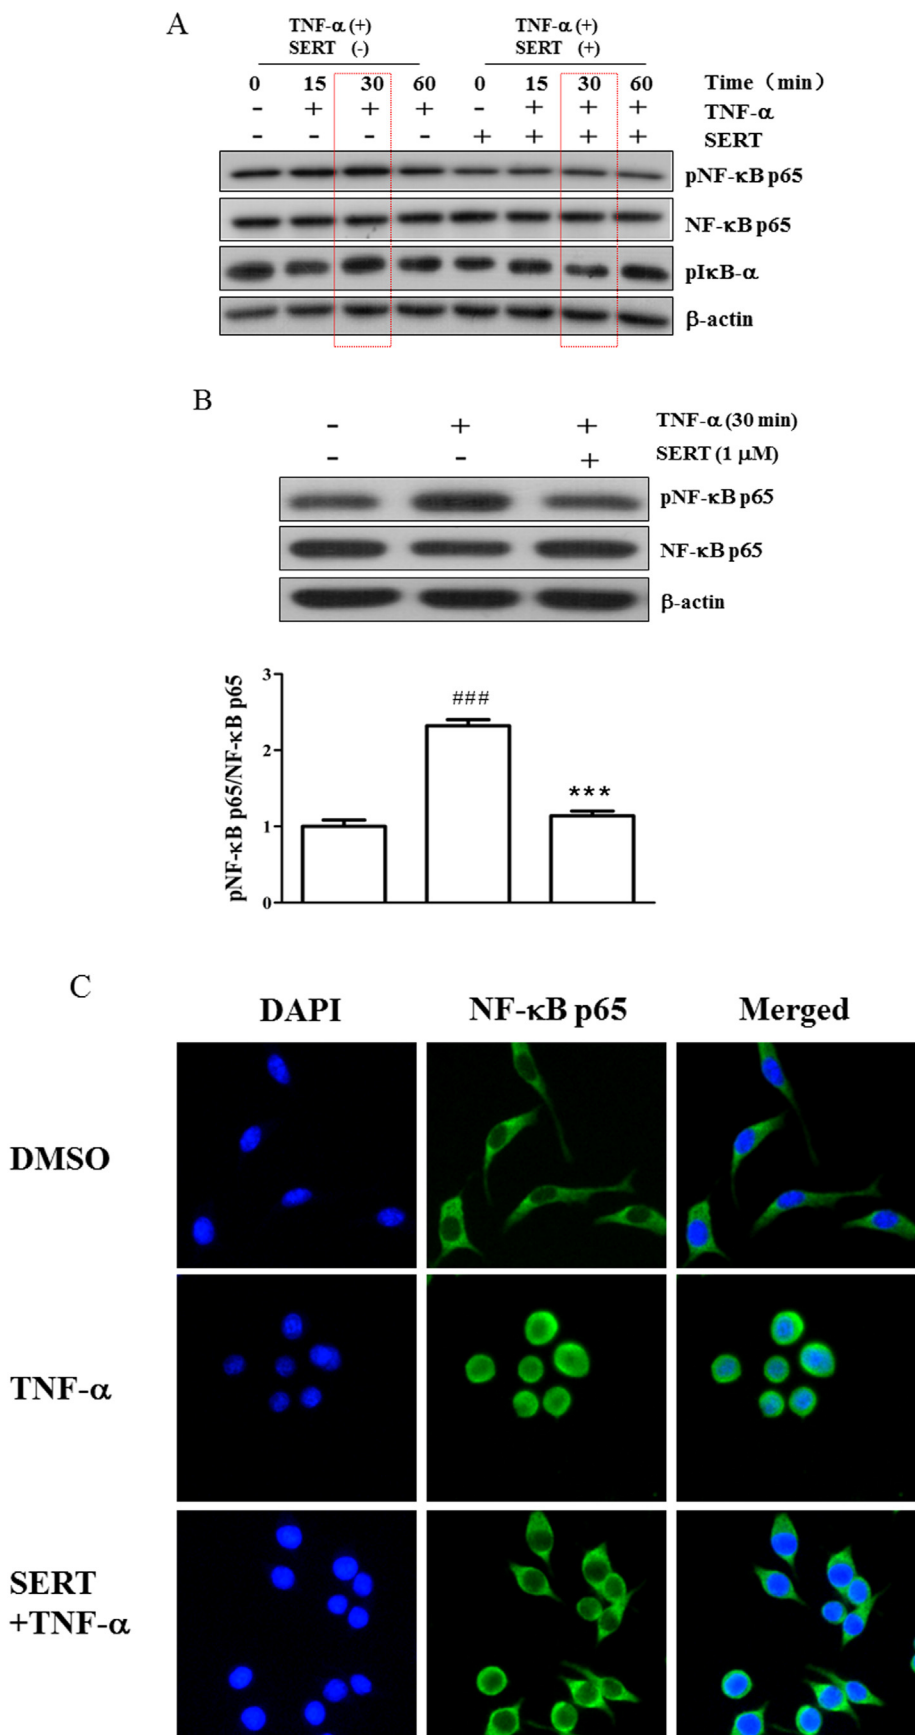 A
TNF-α (+) TNF-α (+)
SERT (-) SERT (+)
0 15 30 60 0 15 30 60 Time（min）
- + + + - + + + TNF-α
- - - - + + + + SERT
pNF-κB p65
NF-κB p65
pIκB-α
β-actin
B
- + + TNF-α (30 min)
- - + SERT (1 μM)
pNF-κB p65
NF-κB p65
β-actin
pNF-κB p65/NF-κB p65
3
2
1
0
###
***
C
DAPI NF-κB p65 Merged
DMSO
TNF-α
SERT
+TNF-α